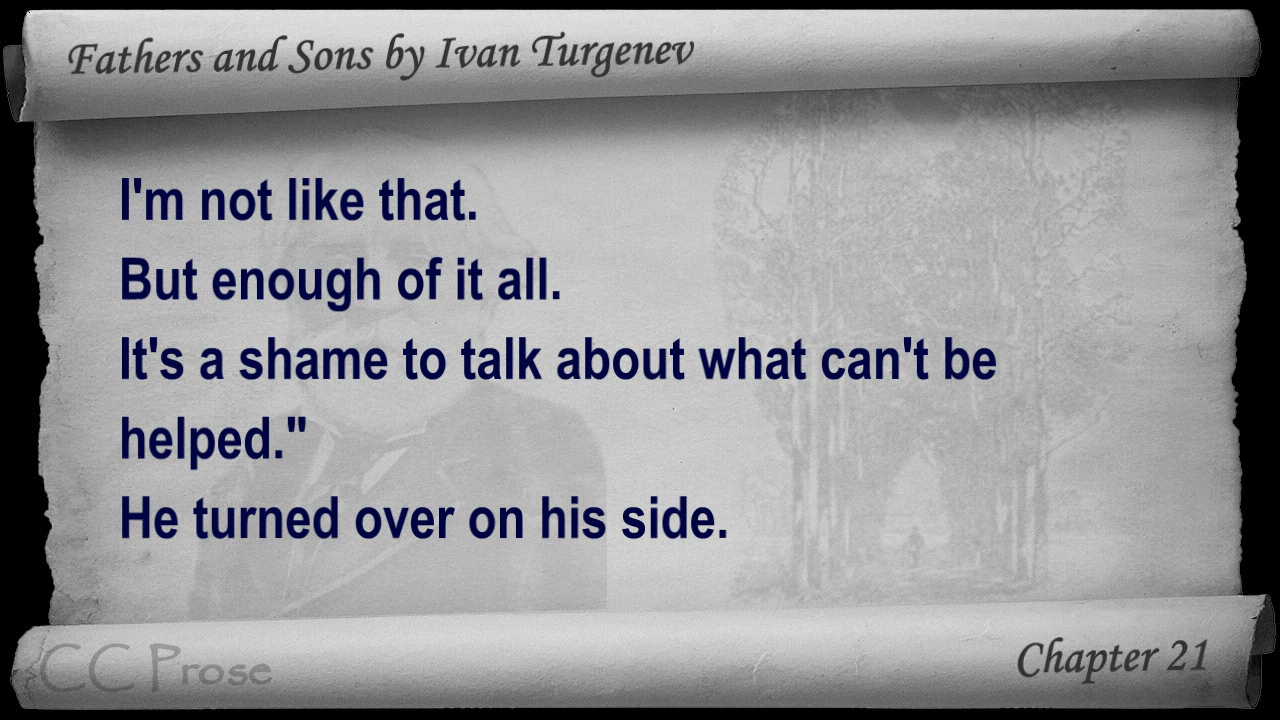 Fathers and Sons by Ivan Turgenev
I'm not like that.
But enough of it all.
It's a shame to talk about what can't be
helped."
He turned over on his side.
CC Prose
Chapter 21